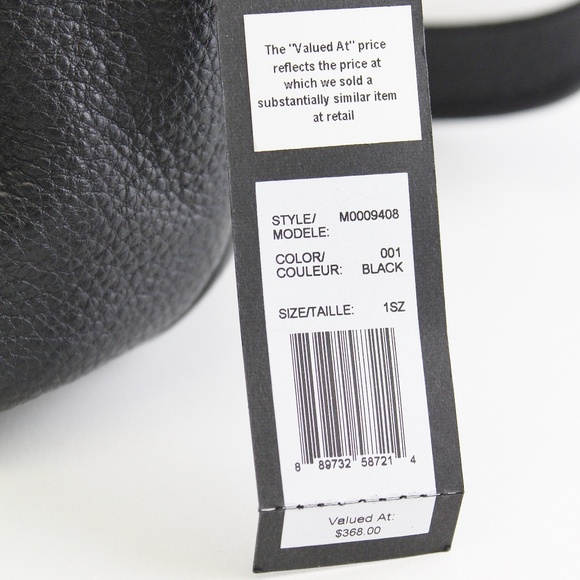 The "Valued At" price
reflects the price at
which we sold a
substantially similar item
at retail
STYLE/ M0009408
MODELE:
COLOR/ 001
COULEUR: BLACK
SIZE/TAILLE: 1SZ
8 89732 58721 4
Valued At:
$368.00